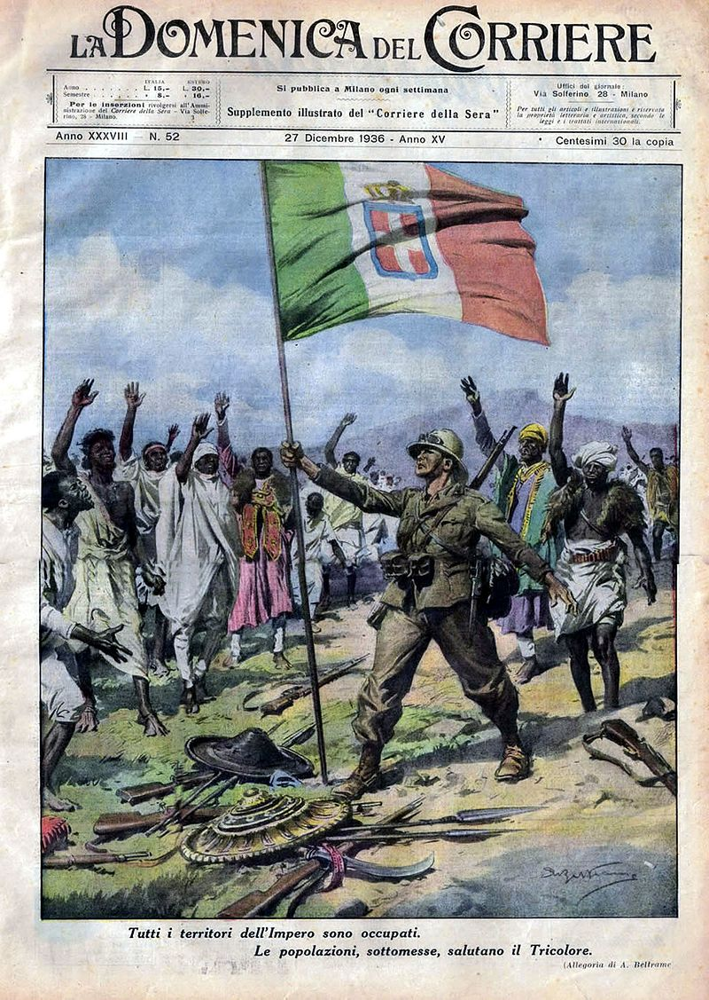 LA DOMENICA DEL CORRIERE
ITALIA ESTERO
Anno . . . . . . . L. 15,- L. 30,-
Semestre . . . . . . „ 8,- „ 16,-
Per le inserzioni rivolgersi all'Ammi-
nistrazione del Corriere della Sera - Via Solfe-
rino, 28 - Milano.
Si pubblica a Milano ogni settimana
Supplemento illustrato del "Corriere della Sera"
Uffici del giornale:
Via Solferino 28 - Milano
Per tutti gli articoli e illustrazioni è riservata
la proprietà letteraria e artistica, secondo le
leggi e i trattati internazionali.
Anno XXXVIII - N. 52
27 Dicembre 1936 - Anno XV
Centesimi 30 la copia
Tutti i territori dell'Impero sono occupati.
Le popolazioni, sottomesse, salutano il Tricolore.
(Allegoria di A. Beltrame